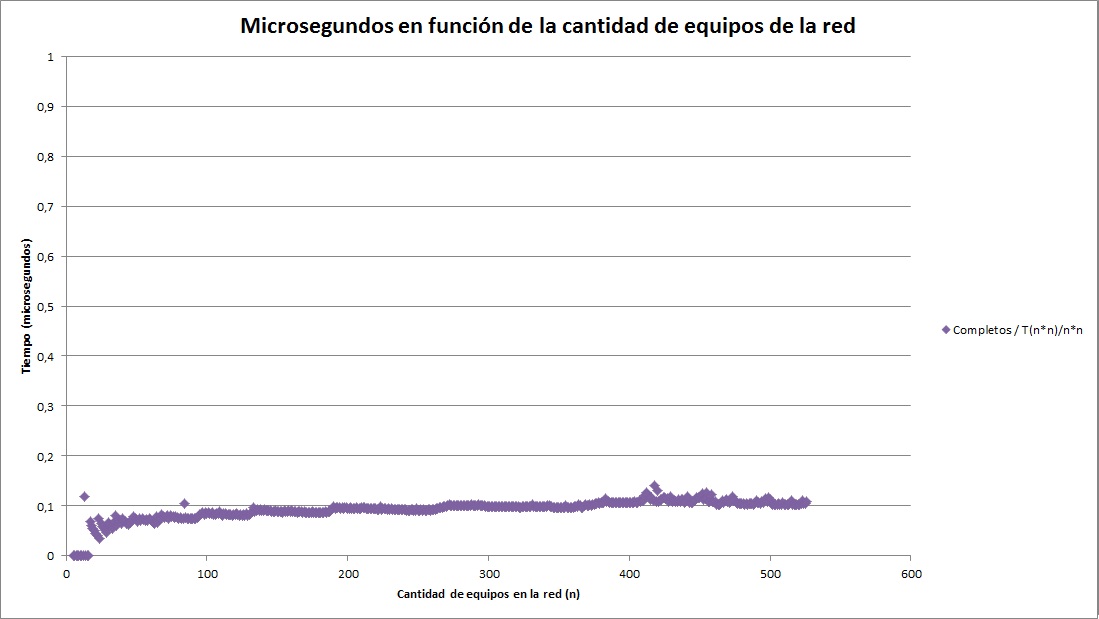 Microsegundos en función de la cantidad de equipos de la red
1
0,9
0,8
0,7
0,6
0,5
0,4
0,3
0,2
0,1
0
Tiempo (microsegundos)
0 100 200 300 400 500 600
Cantidad de equipos en la red (n)
Completos / T(n*n)/n*n